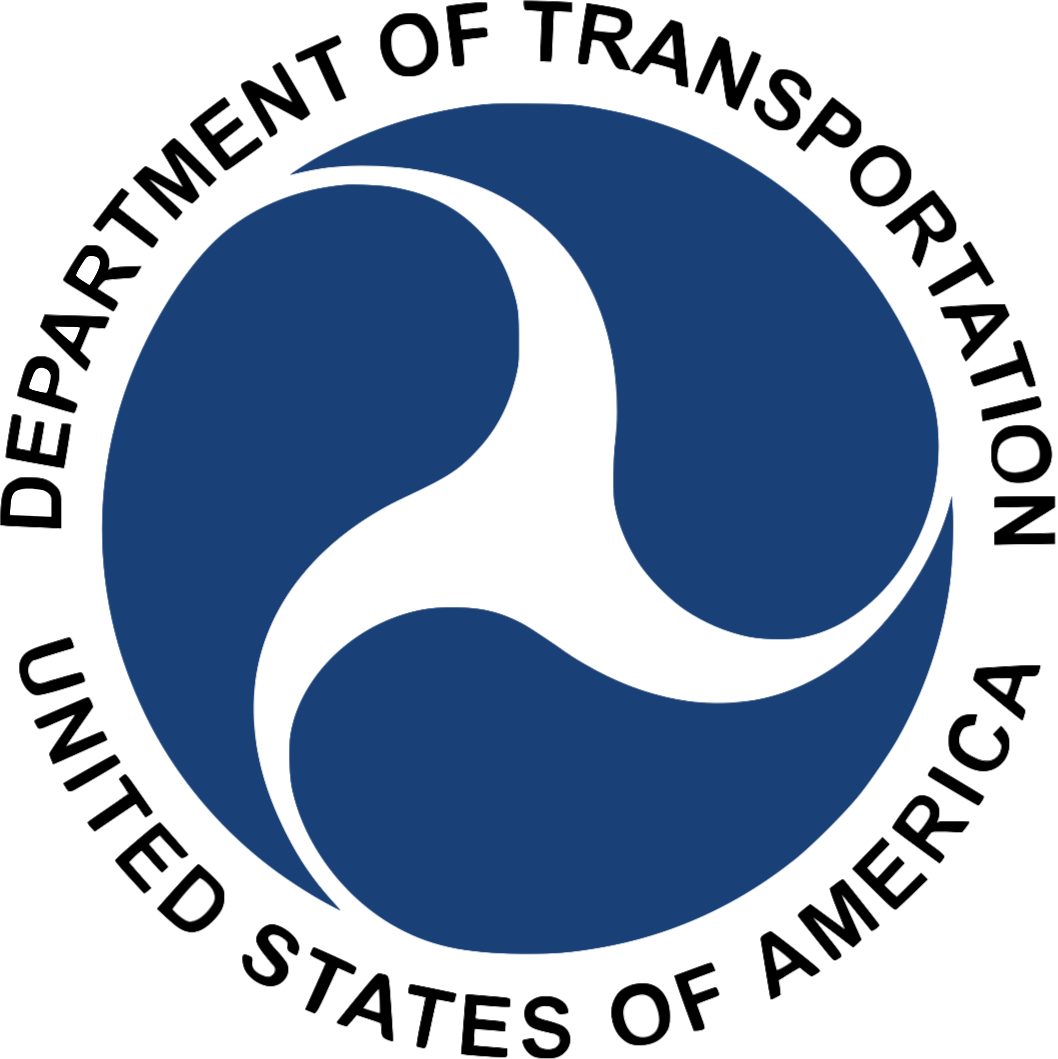 DEPARTMENT OF TRANSPORTATION
UNITED STATES OF AMERICA